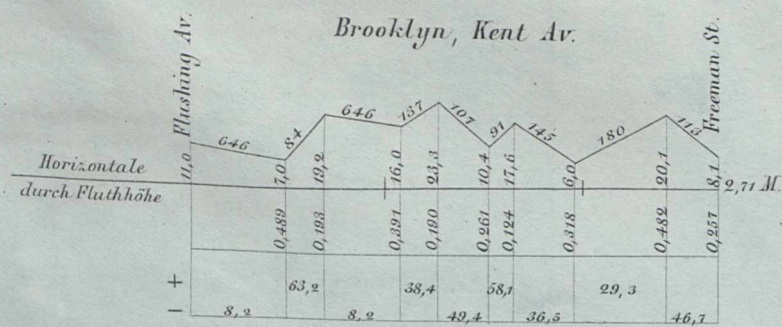 Brooklyn, Kent Av.
Flushing Av.
Freeman St.
646 84 646 137 107 91 145 180 113
Horizontale
durch Fluthhöhe
11,0 7,0 19,2 16,0 23,3 10,4 17,6 6,0 20,1 8,1
2,71 M.
0,489 0,193 0,391 0,190 0,261 0,124 0,318 0,482 0,257
+ 63,2 38,4 58,1 29,3
− 8,2 8,2 49,4 36,5 46,7